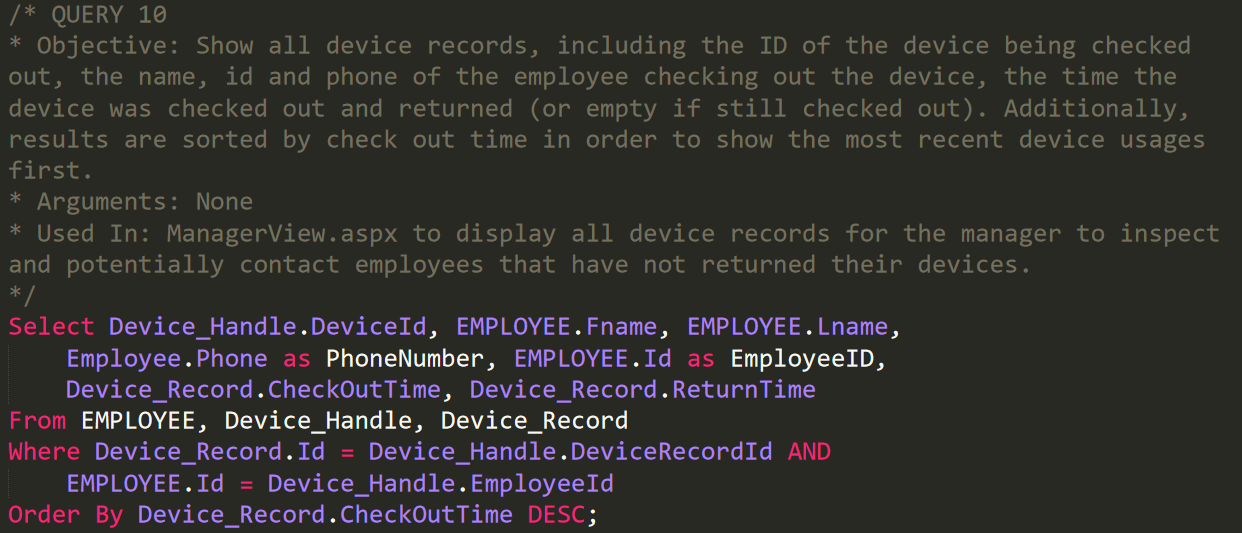 /* QUERY 10
* Objective: Show all device records, including the ID of the device being checked
out, the name, id and phone of the employee checking out the device, the time the
device was checked out and returned (or empty if still checked out). Additionally,
results are sorted by check out time in order to show the most recent device usages
first.
* Arguments: None
* Used In: ManagerView.aspx to display all device records for the manager to inspect
and potentially contact employees that have not returned their devices.
*/
Select Device_Handle.DeviceId, EMPLOYEE.Fname, EMPLOYEE.Lname,
    Employee.Phone as PhoneNumber, EMPLOYEE.Id as EmployeeID,
    Device_Record.CheckOutTime, Device_Record.ReturnTime
From EMPLOYEE, Device_Handle, Device_Record
Where Device_Record.Id = Device_Handle.DeviceRecordId AND
    EMPLOYEE.Id = Device_Handle.EmployeeId
Order By Device_Record.CheckOutTime DESC;